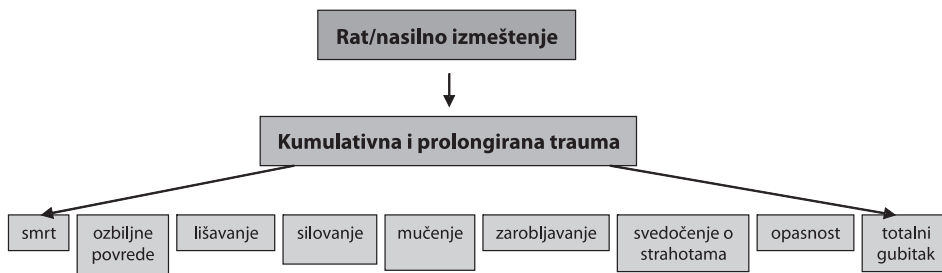 Rat/nasilno izmeštenje
Kumulativna i prolongirana trauma
smrt
ozbiljne
povrede
lišavanje
silovanje
mučenje
zarobljavanje
svedočenje o
strahotama
opasnost
totalni
gubitak